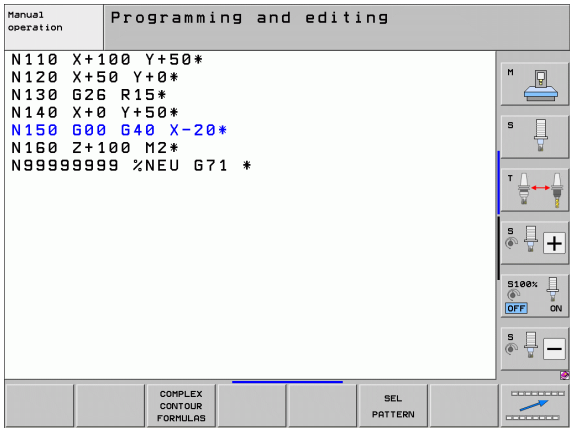 Manual
operation
Programming and editing
N110 X+100 Y+50*
N120 X+50 Y+0*
N130 G26 R15*
N140 X+0 Y+50*
N150 G00 G40 X-20*
N160 Z+100 M2*
N99999999 %NEU G71 *
M
S
T
S
S100%
OFF ON
S
COMPLEX
CONTOUR
FORMULAS
SEL
PATTERN